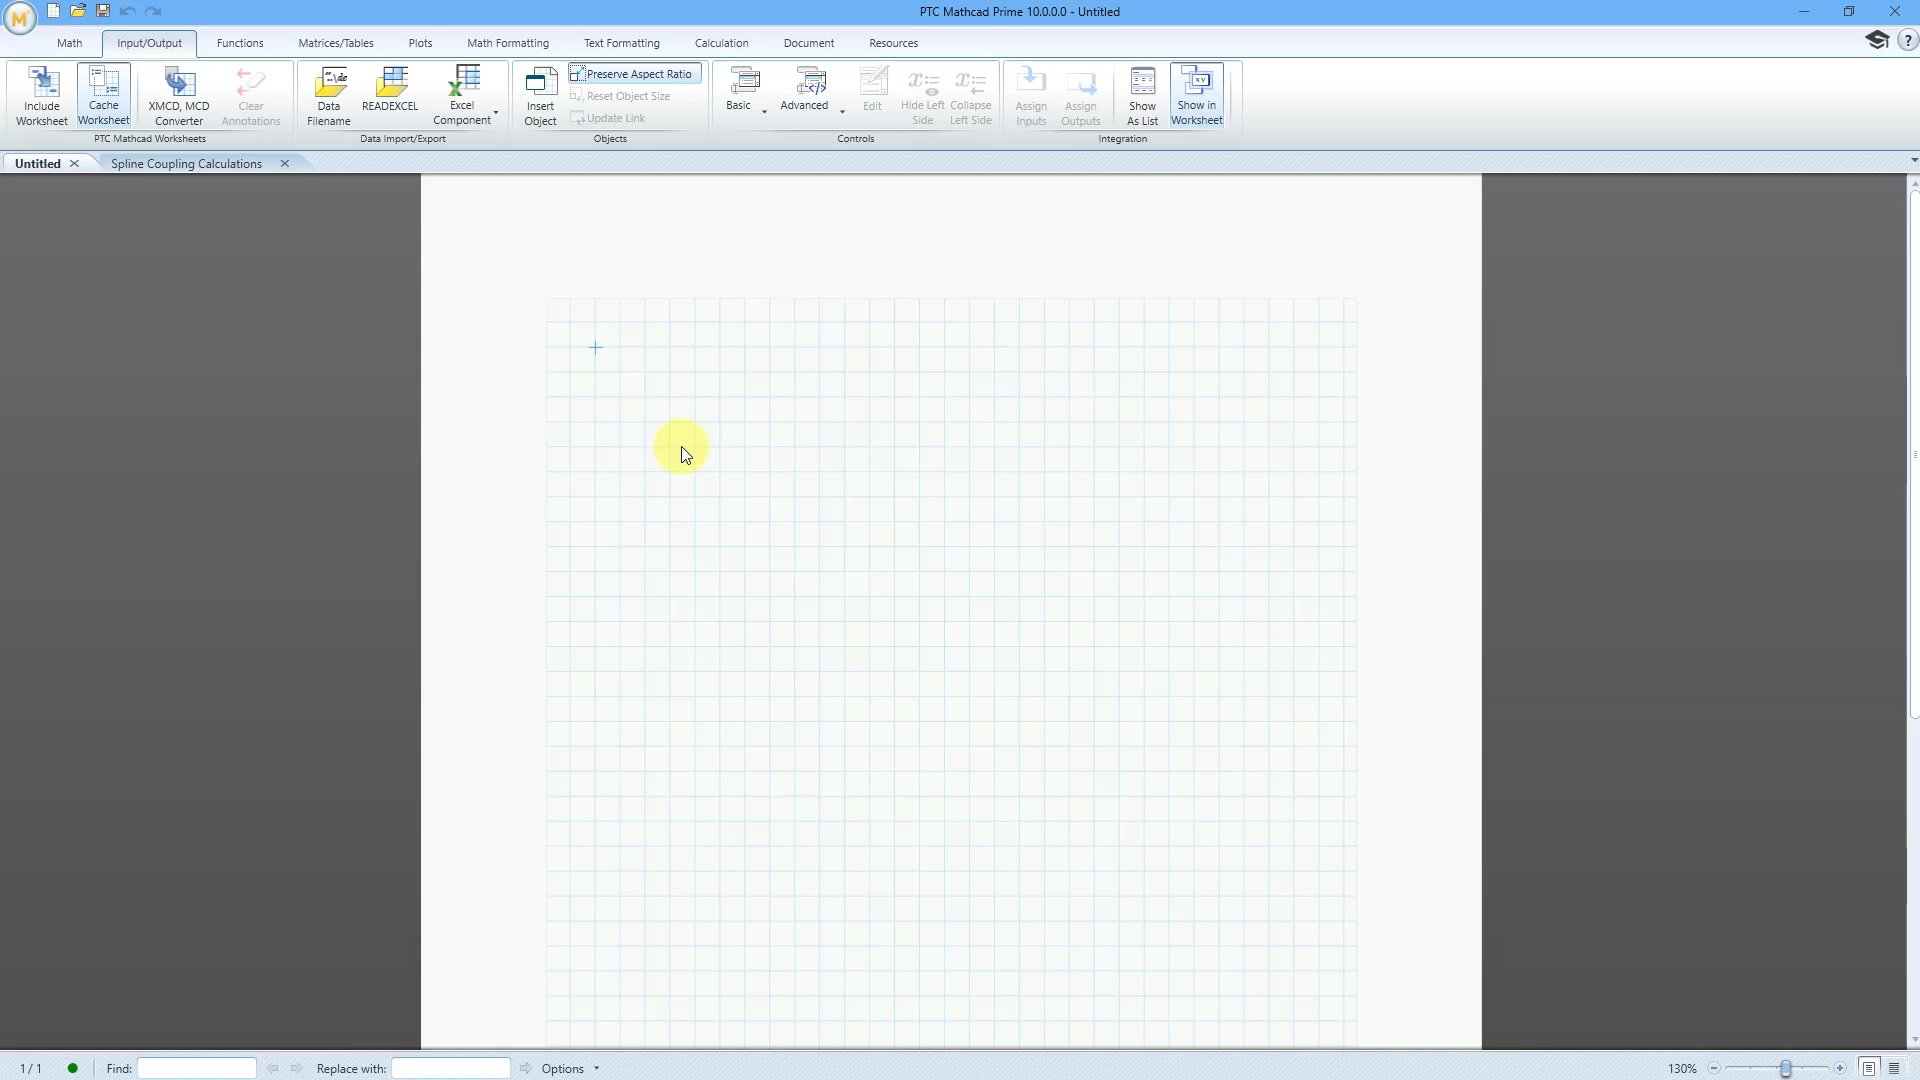 PTC Mathcad Prime 10.0.0.0 - Untitled
Math Input/Output Functions Matrices/Tables Plots Math Formatting Text Formatting Calculation Document Resources
Include Worksheet
Cache Worksheet
XMCD, MCD Converter
Clear Annotations
PTC Mathcad Worksheets
Data Filename
READEXCEL
Excel Component
Data Import/Export
Insert Object
Preserve Aspect Ratio
Reset Object Size
Update Link
Objects
Basic
Advanced
Edit
Hide Left Side
Collapse Left Side
Controls
Assign Inputs
Assign Outputs
Show As List
Show in Worksheet
Integration
Untitled Spline Coupling Calculations
1 / 1 Find: Replace with: Options 130%